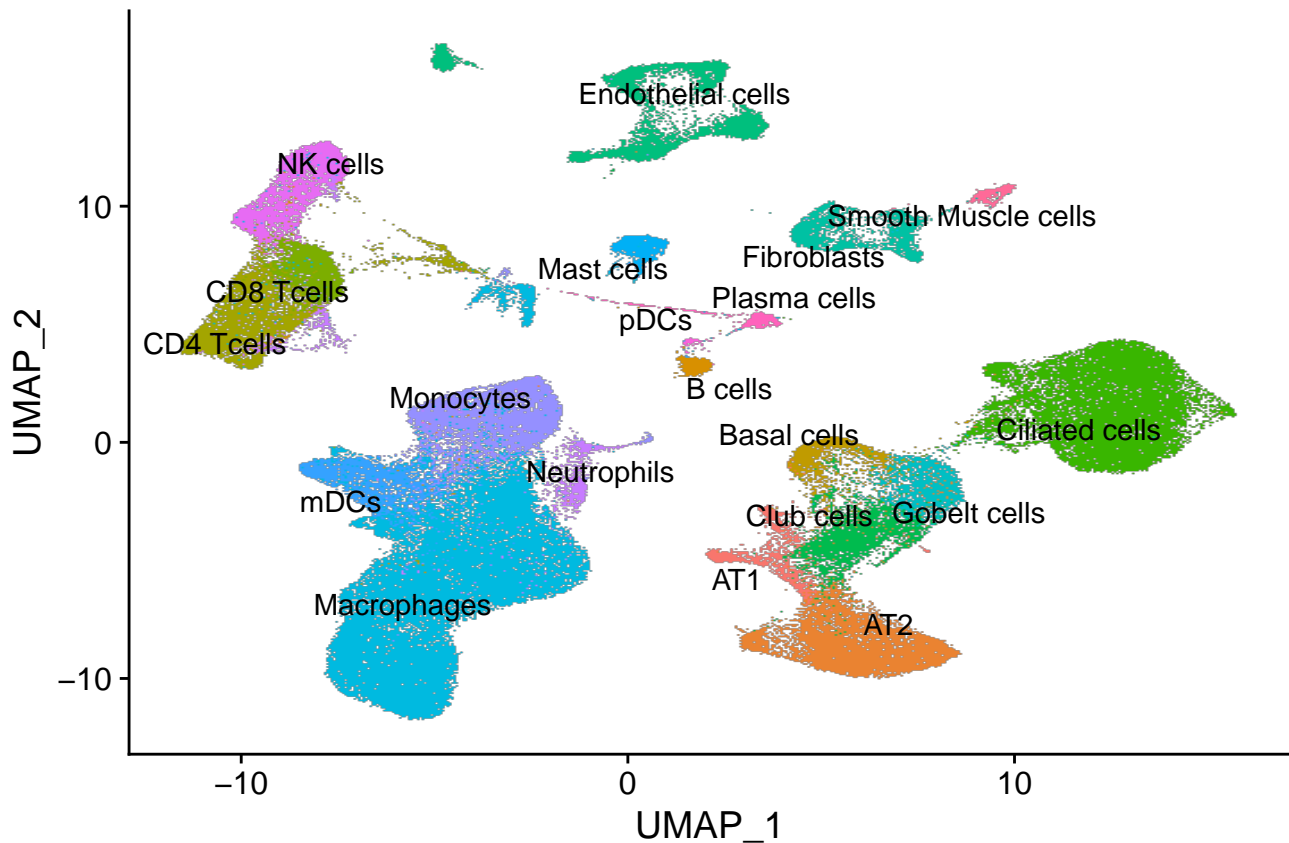 Endothelial cells
NK cells
Smooth Muscle cells
Fibroblasts
Mast cells
CD8 Tcells
Plasma cells
pDCs
CD4 Tcells
B cells
Monocytes
Basal cells
Ciliated cells
Neutrophils
mDCs
Club cells
Gobelt cells
AT1
Macrophages
AT2
10
0
−10
UMAP_2
−10
0
10
UMAP_1